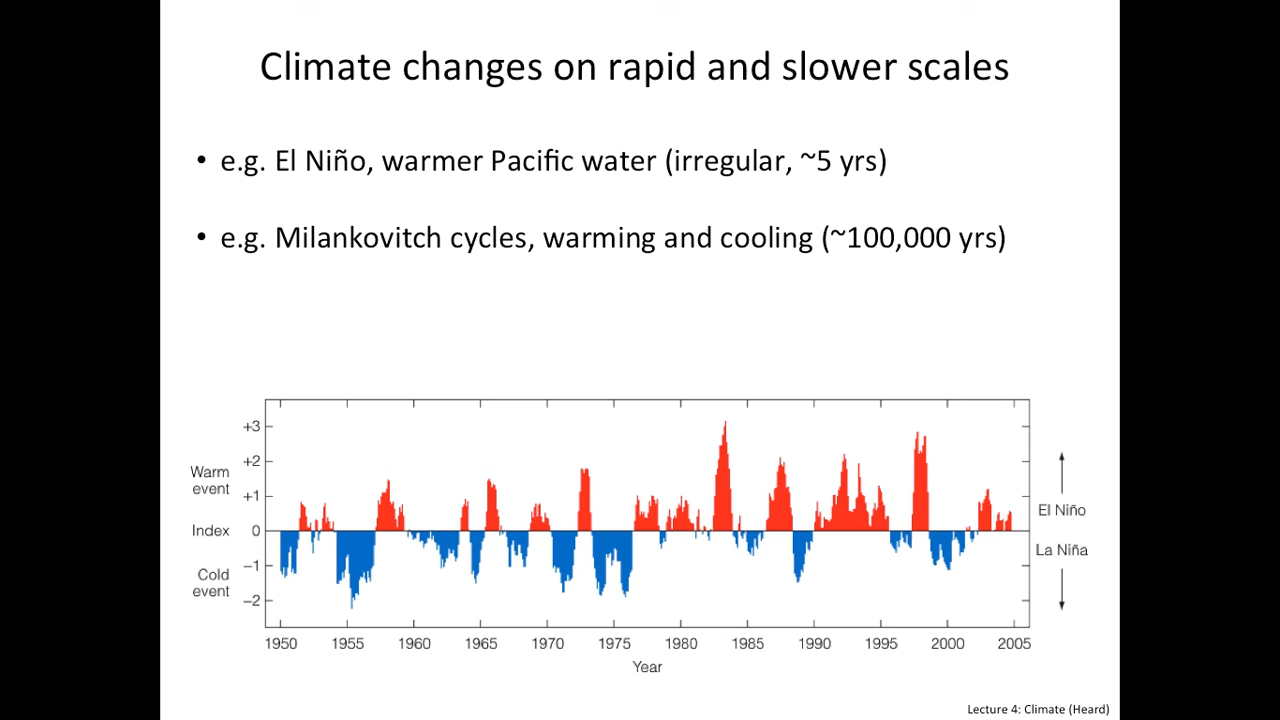 Climate changes on rapid and slower scales
• e.g. El Niño, warmer Pacific water (irregular, ~5 yrs)
• e.g. Milankovitch cycles, warming and cooling (~100,000 yrs)
+3
+2
Warm
event
+1
El Niño
Index
0
La Niña
−1
Cold
event
−2
1950 1955 1960 1965 1970 1975 1980 1985 1990 1995 2000 2005
Year
Lecture 4: Climate (Heard)